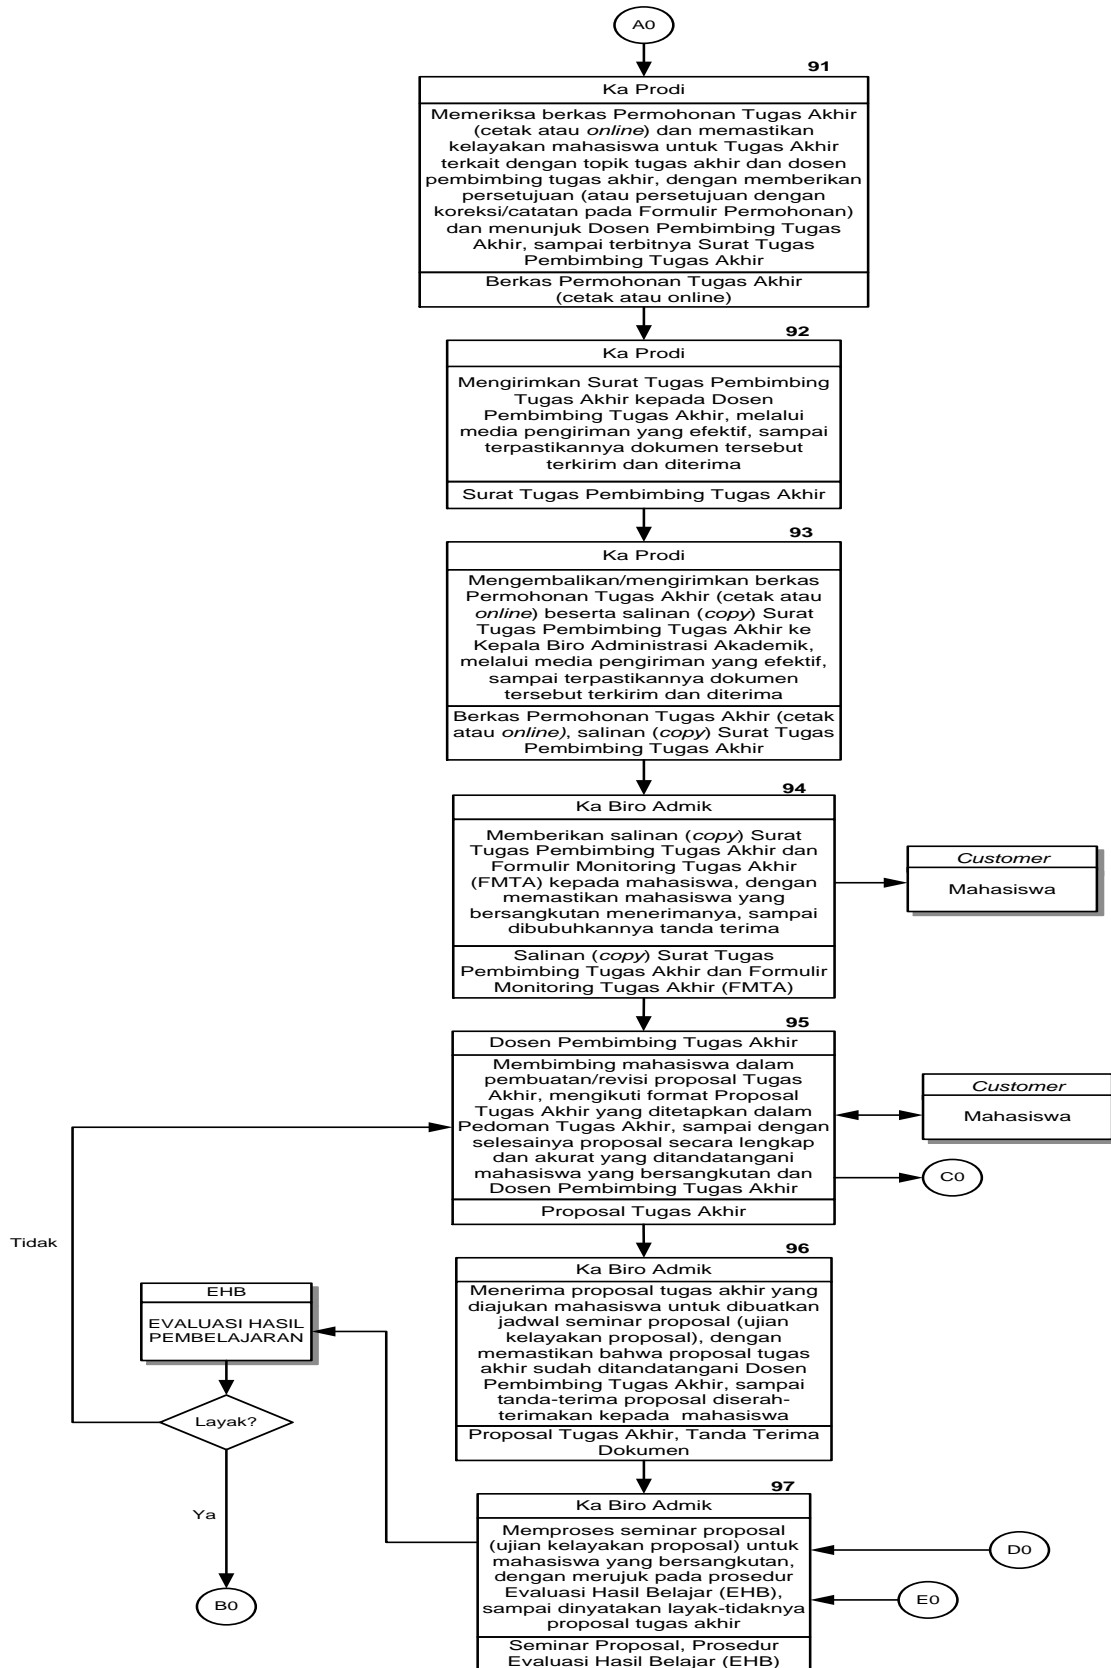 A0
91
Ka Prodi
Memeriksa berkas Permohonan Tugas Akhir
(cetak atau online) dan memastikan
kelayakan mahasiswa untuk Tugas Akhir
terkait dengan topik tugas akhir dan dosen
pembimbing tugas akhir, dengan memberikan
persetujuan (atau persetujuan dengan
koreksi/catatan pada Formulir Permohonan)
dan menunjuk Dosen Pembimbing Tugas
Akhir, sampai terbitnya Surat Tugas
Pembimbing Tugas Akhir
Berkas Permohonan Tugas Akhir
(cetak atau online)
92
Ka Prodi
Mengirimkan Surat Tugas Pembimbing
Tugas Akhir kepada Dosen
Pembimbing Tugas Akhir, melalui
media pengiriman yang efektif, sampai
terpastikannya dokumen tersebut
terkirim dan diterima
Surat Tugas Pembimbing Tugas Akhir
93
Ka Prodi
Mengembalikan/mengirimkan berkas
Permohonan Tugas Akhir (cetak atau
online) beserta salinan (copy) Surat
Tugas Pembimbing Tugas Akhir ke
Kepala Biro Administrasi Akademik,
melalui media pengiriman yang efektif,
sampai terpastikannya dokumen
tersebut terkirim dan diterima
Berkas Permohonan Tugas Akhir (cetak
atau online), salinan (copy) Surat Tugas
Pembimbing Tugas Akhir
94
Ka Biro Admik
Memberikan salinan (copy) Surat
Tugas Pembimbing Tugas Akhir dan
Formulir Monitoring Tugas Akhir
(FMTA) kepada mahasiswa, dengan
memastikan mahasiswa yang
bersangkutan menerimanya, sampai
dibubuhkannya tanda terima
Salinan (copy) Surat Tugas
Pembimbing Tugas Akhir dan Formulir
Monitoring Tugas Akhir (FMTA)
Customer
Mahasiswa
95
Dosen Pembimbing Tugas Akhir
Membimbing mahasiswa dalam
pembuatan/revisi proposal Tugas
Akhir, mengikuti format Proposal
Tugas Akhir yang ditetapkan dalam
Pedoman Tugas Akhir, sampai dengan
selesainya proposal secara lengkap
dan akurat yang ditandatangani
mahasiswa yang bersangkutan dan
Dosen Pembimbing Tugas Akhir
Proposal Tugas Akhir
Customer
Mahasiswa
C0
Tidak
96
Ka Biro Admik
Menerima proposal tugas akhir yang
diajukan mahasiswa untuk dibuatkan
jadwal seminar proposal (ujian
kelayakan proposal), dengan
memastikan bahwa proposal tugas
akhir sudah ditandatangani Dosen
Pembimbing Tugas Akhir, sampai
tanda-terima proposal diserah-
terimakan kepada mahasiswa
Proposal Tugas Akhir, Tanda Terima
Dokumen
EHB
EVALUASI HASIL
PEMBELAJARAN
Layak?
Ya
B0
97
Ka Biro Admik
Memproses seminar proposal
(ujian kelayakan proposal) untuk
mahasiswa yang bersangkutan,
dengan merujuk pada prosedur
Evaluasi Hasil Belajar (EHB),
sampai dinyatakan layak-tidaknya
proposal tugas akhir
Seminar Proposal, Prosedur
Evaluasi Hasil Belajar (EHB)
D0
E0